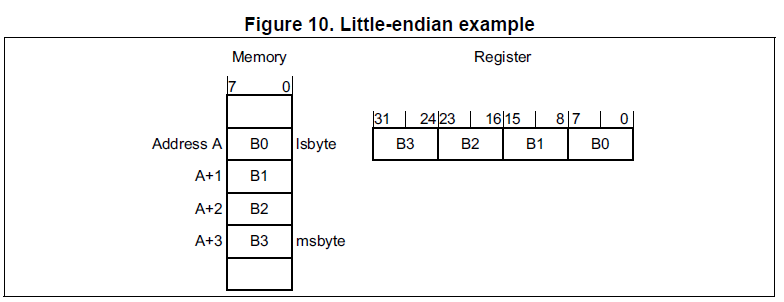 Figure 10. Little-endian example
Memory Register
7 0
31 24 23 16 15 8 7 0
Address A B0 lsbyte B3 B2 B1 B0
A+1 B1
A+2 B2
A+3 B3 msbyte